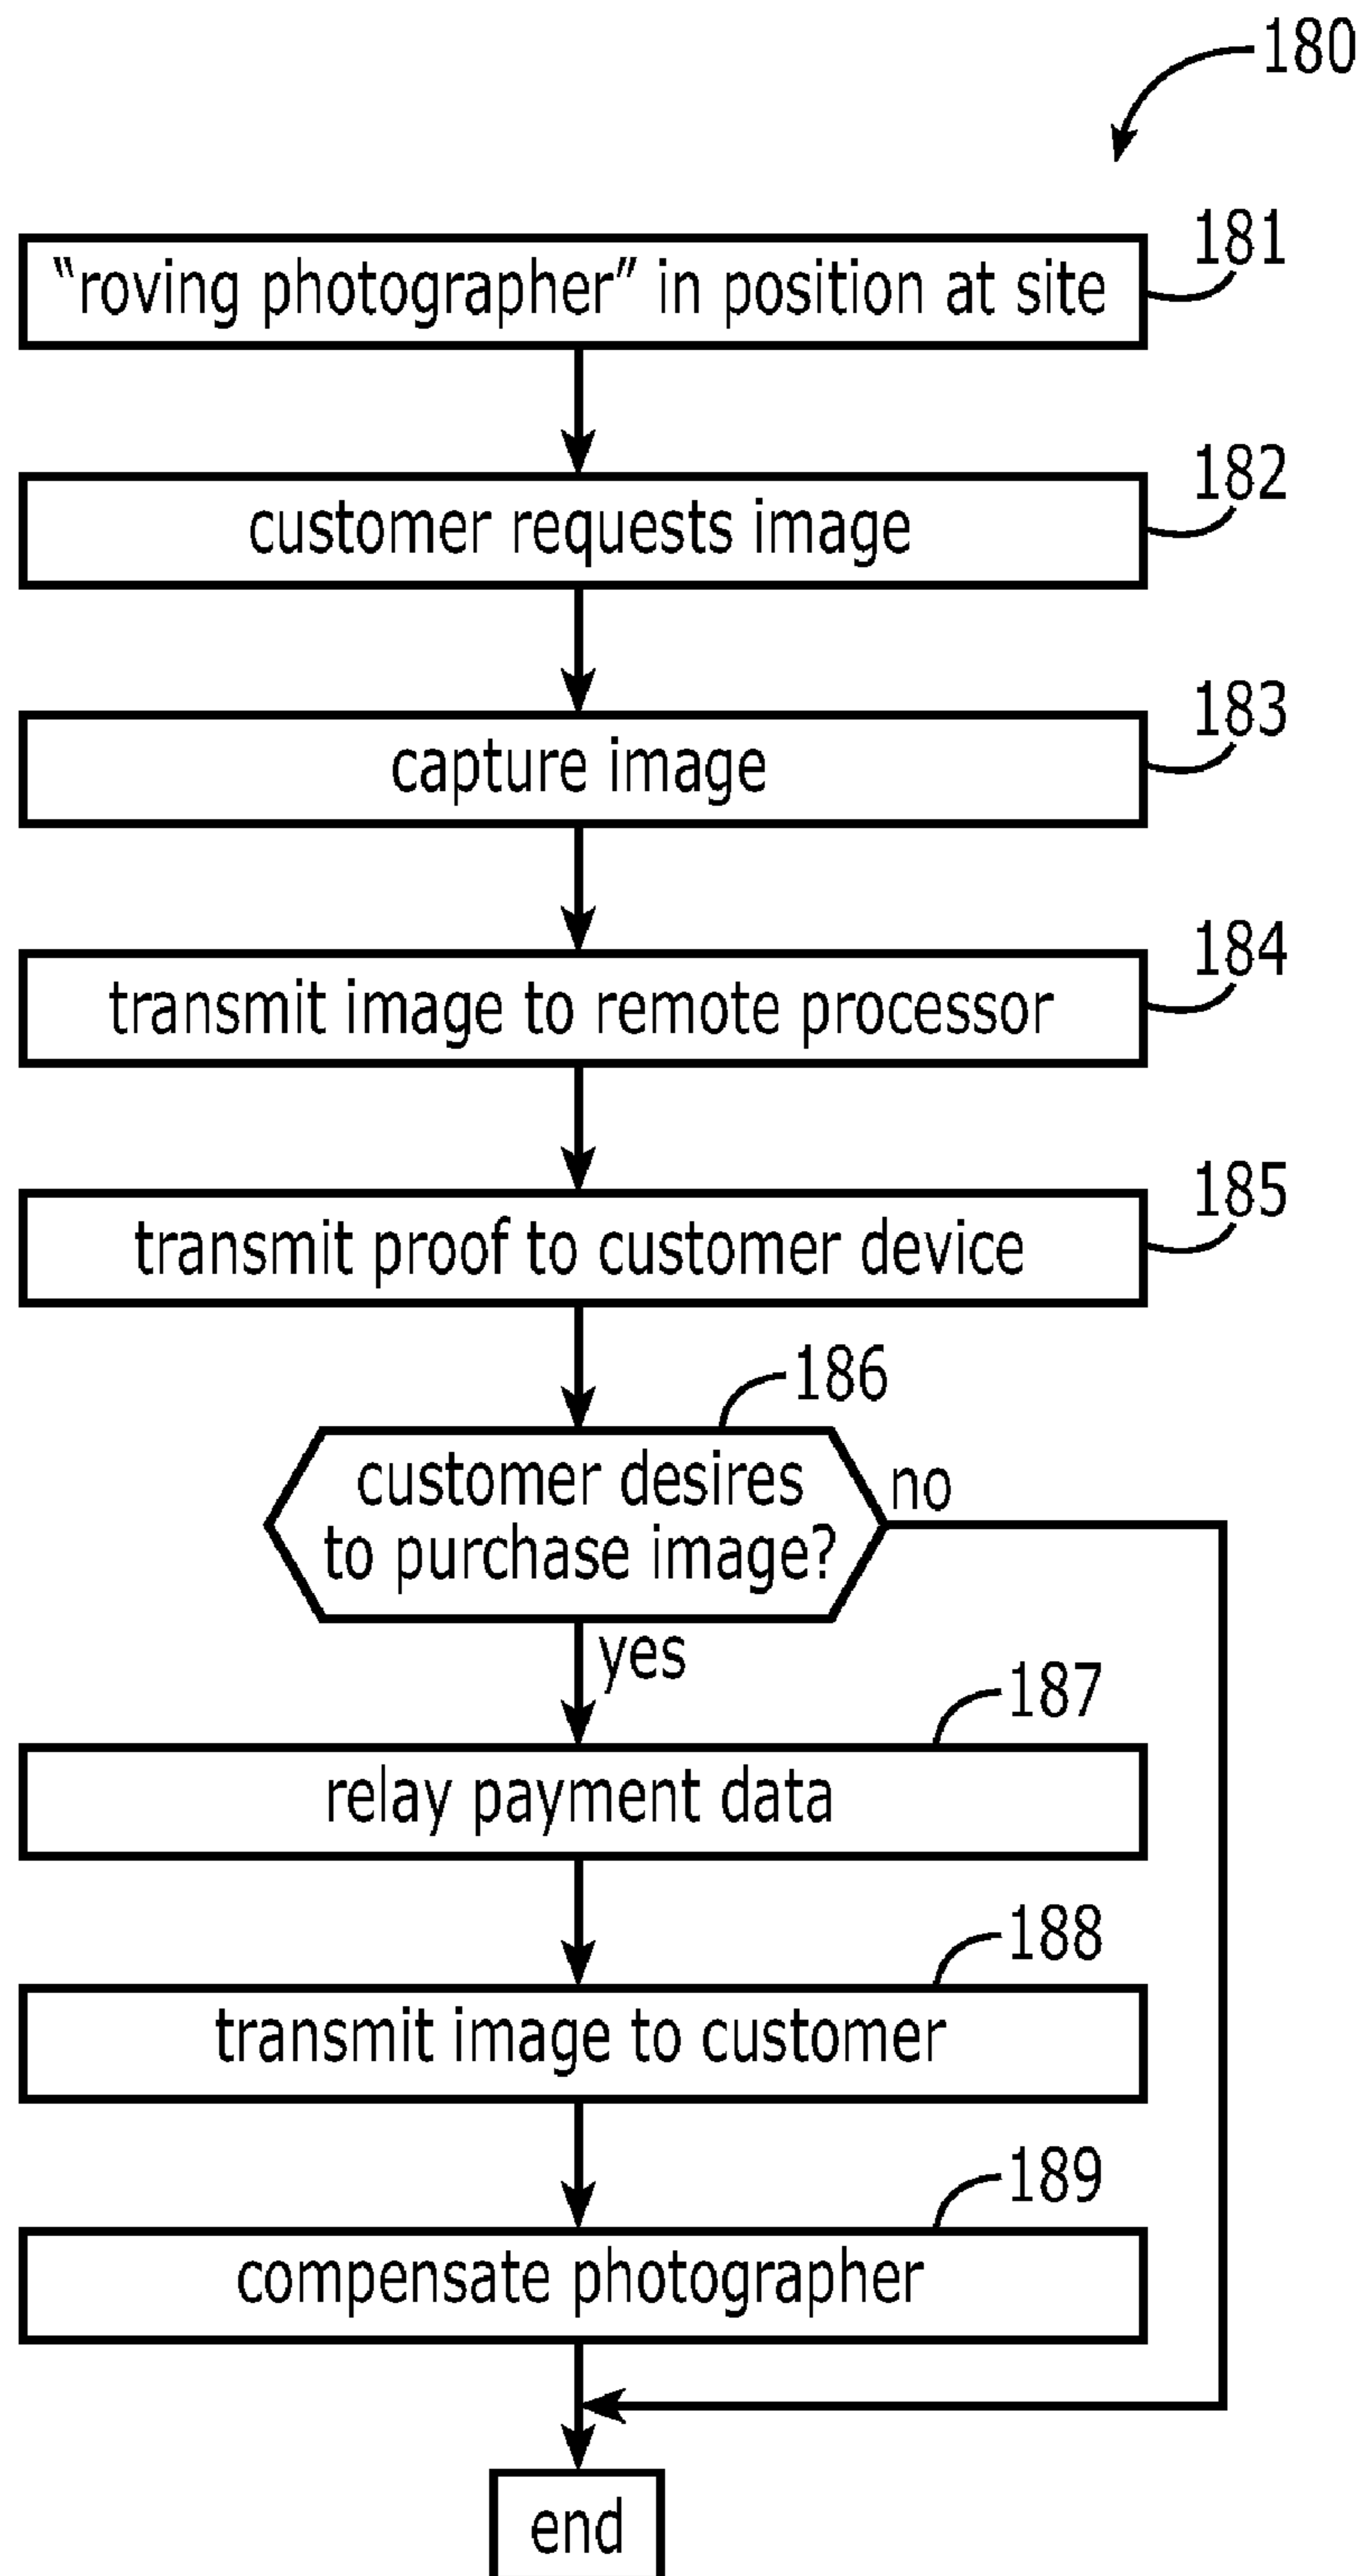 180
“roving photographer” in position at site
181
customer requests image
182
capture image
183
transmit image to remote processor
184
transmit proof to customer device
185
186
customer desires
to purchase image?
no
yes
187
relay payment data
188
transmit image to customer
189
compensate photographer
end